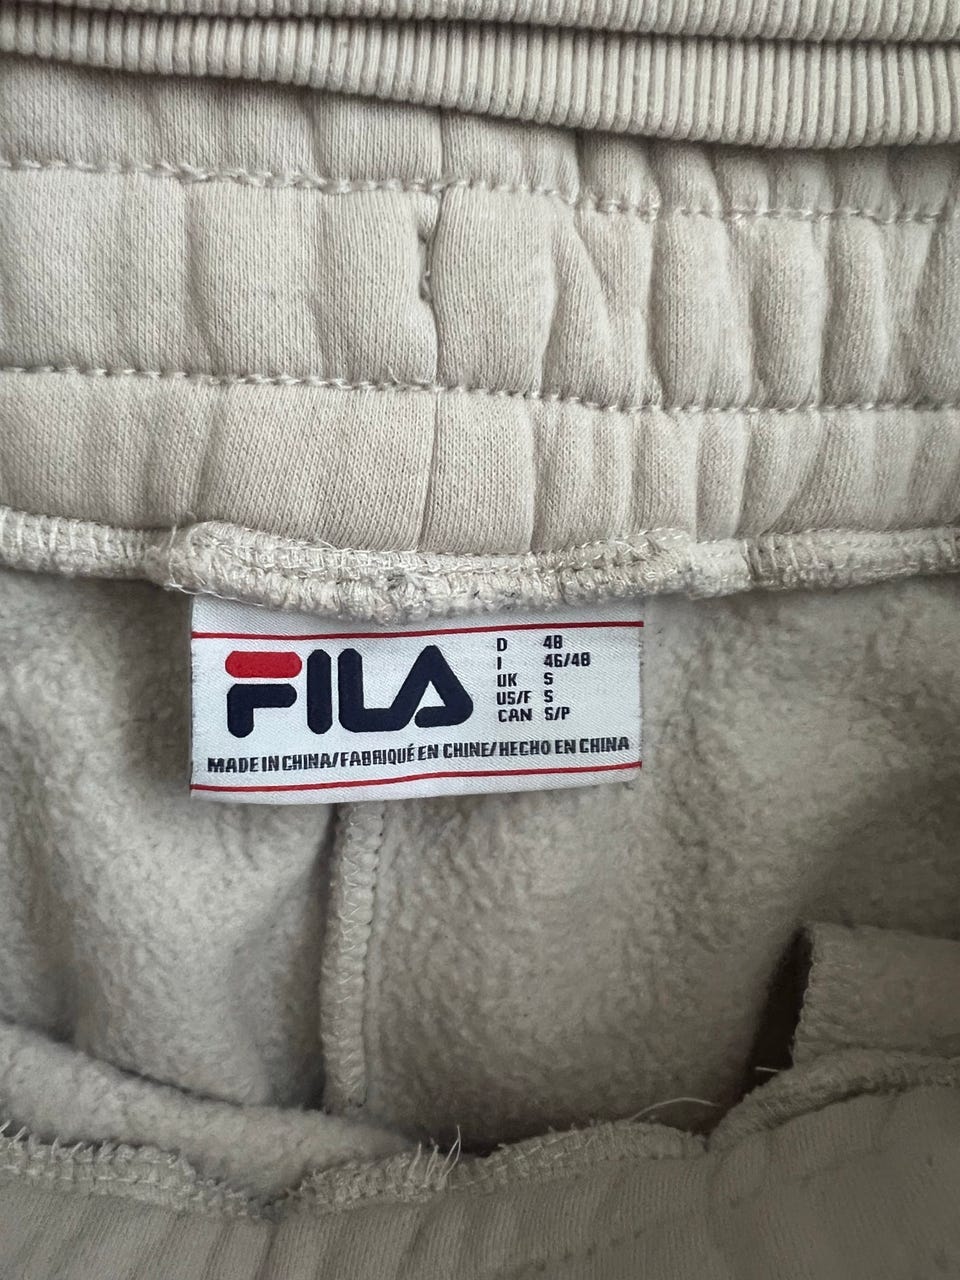 FILA
D 48
I 46/48
UK S
US/F S
CAN S/P
MADE IN CHINA/FABRIQUÉ EN CHINE/HECHO EN CHINA